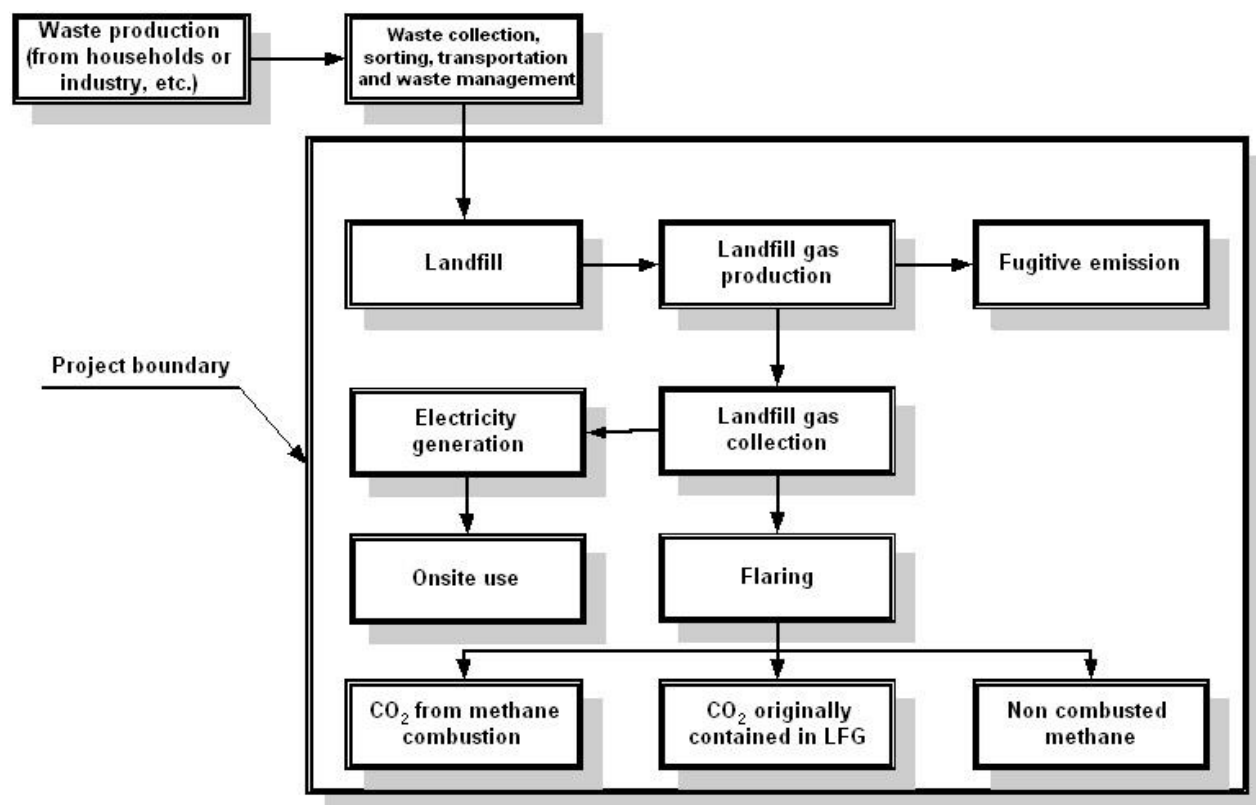 Waste production
(from households or
industry, etc.)
Waste collection,
sorting, transportation
and waste management
Landfill
Landfill gas
production
Fugitive emission
Project boundary
Electricity
generation
Landfill gas
collection
Onsite use
Flaring
CO₂ from methane
combustion
CO₂ originally
contained in LFG
Non combusted
methane